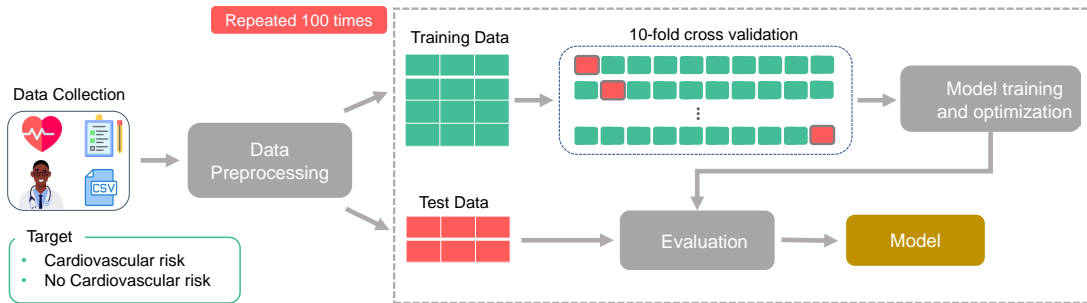 Repeated 100 times
Training Data
10-fold cross validation
Data Collection
CSV
Data
Preprocessing
Model training
and optimization
Test Data
Evaluation
Model
Target
• Cardiovascular risk
• No Cardiovascular risk